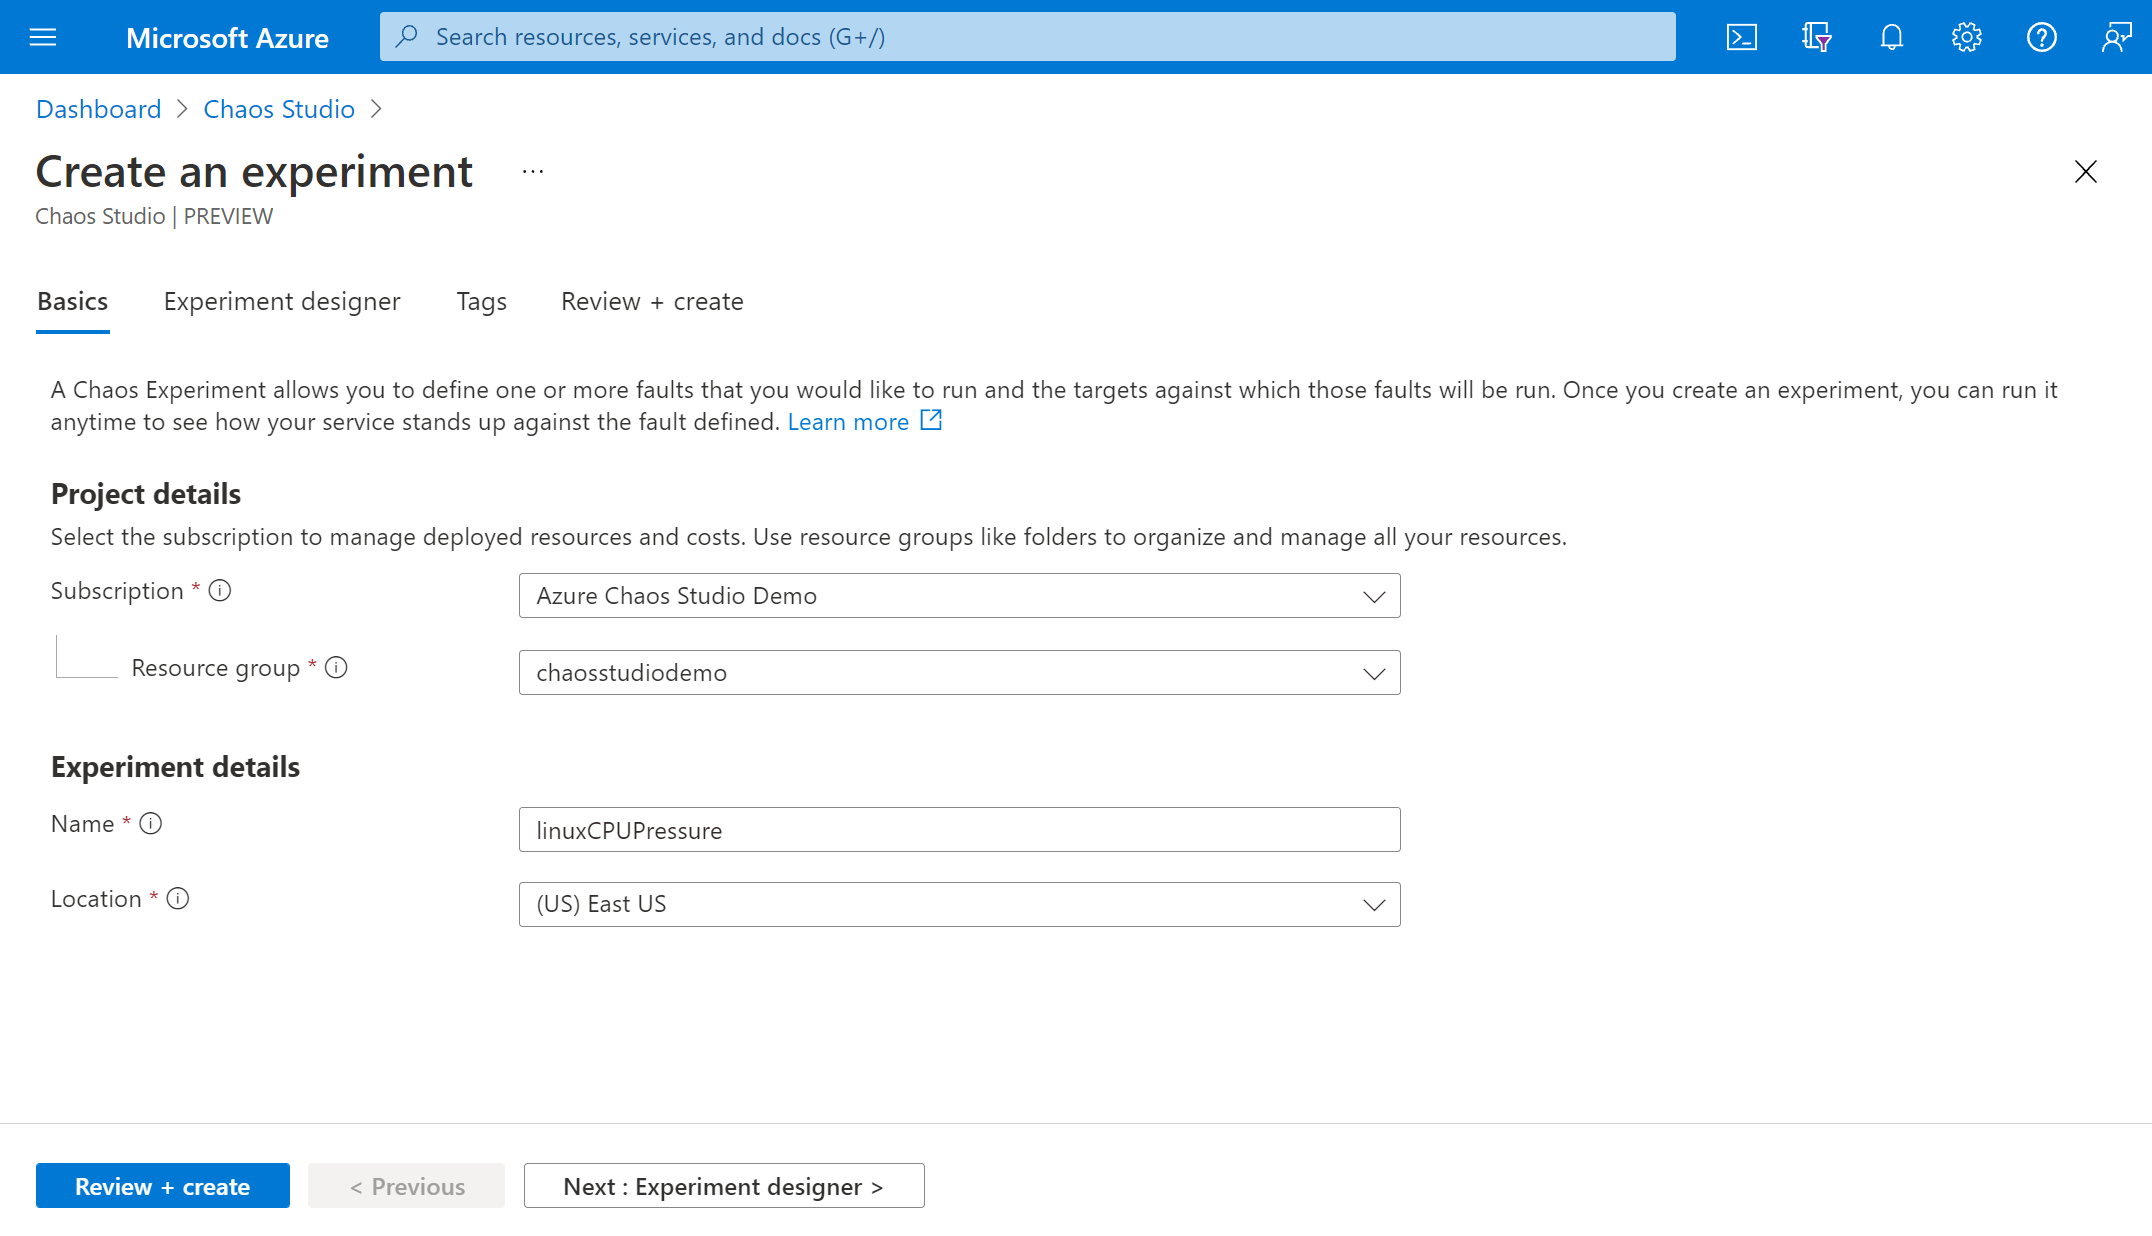 Microsoft Azure
Search resources, services, and docs (G+/)
Dashboard > Chaos Studio >
Create an experiment ...
Chaos Studio | PREVIEW
Basics Experiment designer Tags Review + create
A Chaos Experiment allows you to define one or more faults that you would like to run and the targets against which those faults will be run. Once you create an experiment, you can run it
anytime to see how your service stands up against the fault defined. Learn more
Project details
Select the subscription to manage deployed resources and costs. Use resource groups like folders to organize and manage all your resources.
Subscription *
Azure Chaos Studio Demo
Resource group *
chaosstudiodemo
Experiment details
Name *
linuxCPUPressure
Location *
(US) East US
Review + create
< Previous
Next : Experiment designer >